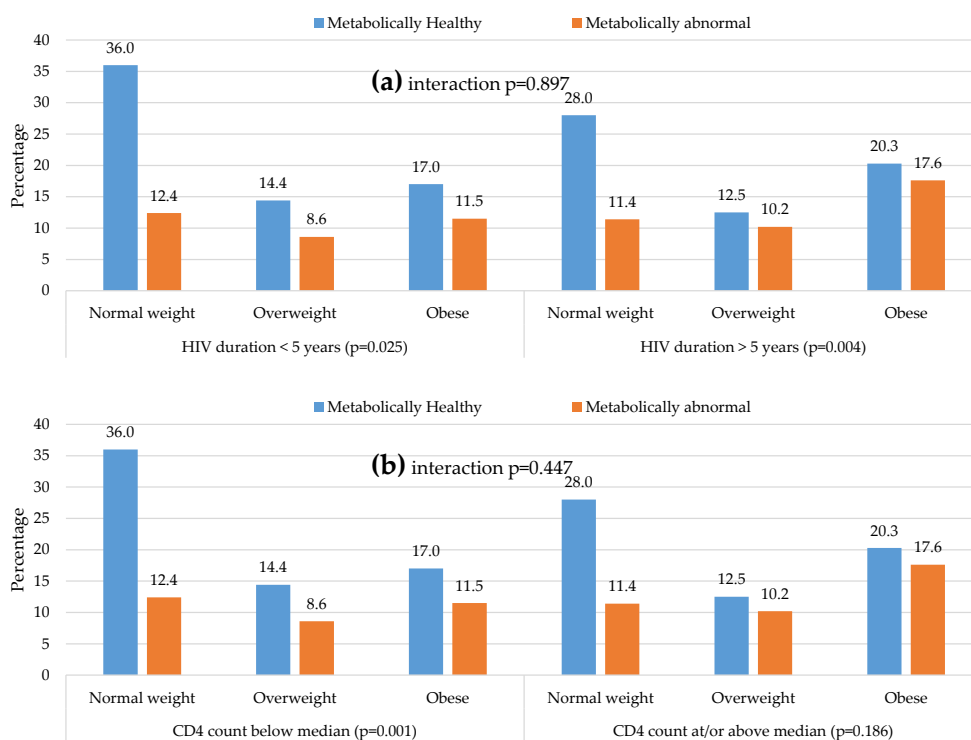 Metabolically Healthy Metabolically abnormal
40
35
30
25
20
15
10
5
0
Percentage
(a) interaction p=0.897
36.0 12.4 14.4 8.6 17.0 11.5 28.0 11.4 12.5 10.2 20.3 17.6
Normal weight Overweight Obese Normal weight Overweight Obese
HIV duration < 5 years (p=0.025) HIV duration > 5 years (p=0.004)
Metabolically Healthy Metabolically abnormal
40
35
30
25
20
15
10
5
0
Percentage
(b) interaction p=0.447
36.0 12.4 14.4 8.6 17.0 11.5 28.0 11.4 12.5 10.2 20.3 17.6
Normal weight Overweight Obese Normal weight Overweight Obese
CD4 count below median (p=0.001) CD4 count at/or above median (p=0.186)